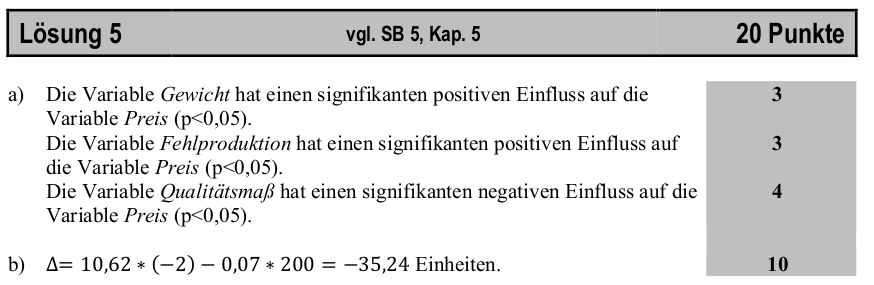 Lösung 5 vgl. SB 5, Kap. 5 20 Punkte
a) Die Variable Gewicht hat einen signifikanten positiven Einfluss auf die 3
Variable Preis (p<0,05).
Die Variable Fehlproduktion hat einen signifikanten positiven Einfluss auf 3
die Variable Preis (p<0,05).
Die Variable Qualitätsmaß hat einen signifikanten negativen Einfluss auf die 4
Variable Preis (p<0,05).
b) Δ= 10,62 ∗ (−2) − 0,07 ∗ 200 = −35,24 Einheiten. 10